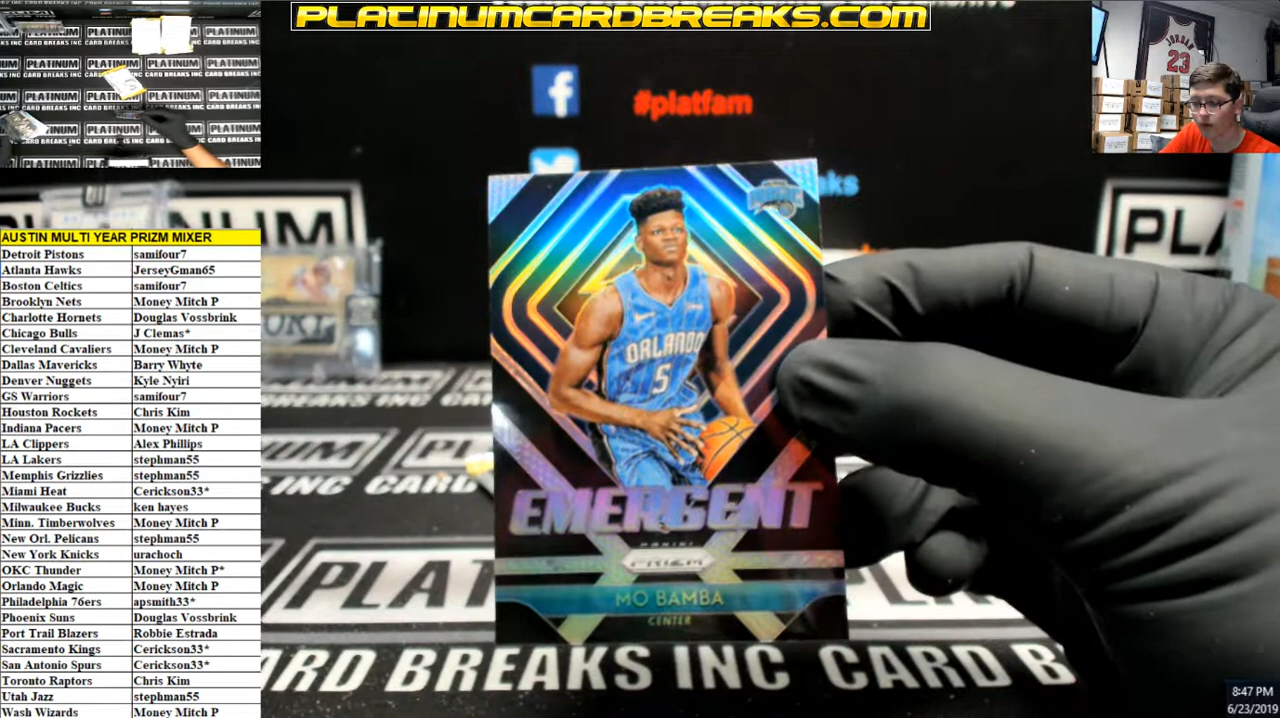 PLATINUMCARDBREAKS.COM
#platfam
AUSTIN MULTI YEAR PRIZM MIXER
Detroit Pistons samifour7
Atlanta Hawks JerseyGman65
Boston Celtics samifour7
Brooklyn Nets Money Mitch P
Charlotte Hornets Douglas Vossbrink
Chicago Bulls J Clemas*
Cleveland Cavaliers Money Mitch P
Dallas Mavericks Barry Whyte
Denver Nuggets Kyle Nyiri
GS Warriors samifour7
Houston Rockets Chris Kim
Indiana Pacers Money Mitch P
LA Clippers Alex Phillips
LA Lakers stephman55
Memphis Grizzlies stephman55
Miami Heat Cerickson33*
Milwaukee Bucks ken hayes
Minn. Timberwolves Money Mitch P
New Orl. Pelicans stephman55
New York Knicks urachoch
OKC Thunder Money Mitch P*
Orlando Magic Money Mitch P
Philadelphia 76ers apsmith33*
Phoenix Suns Douglas Vossbrink
Port Trail Blazers Robbie Estrada
Sacramento Kings Cerickson33*
San Antonio Spurs Cerickson33*
Toronto Raptors Chris Kim
Utah Jazz stephman55
Wash Wizards Money Mitch P
ORLANDO
5
EMERGENT
PANINI
PRIZM
MO BAMBA
CENTER
JORDAN
23
PLATINUM
CARD BREAKS INC
ARD BREAKS INC CARD B
8:47 PM
6/23/2019